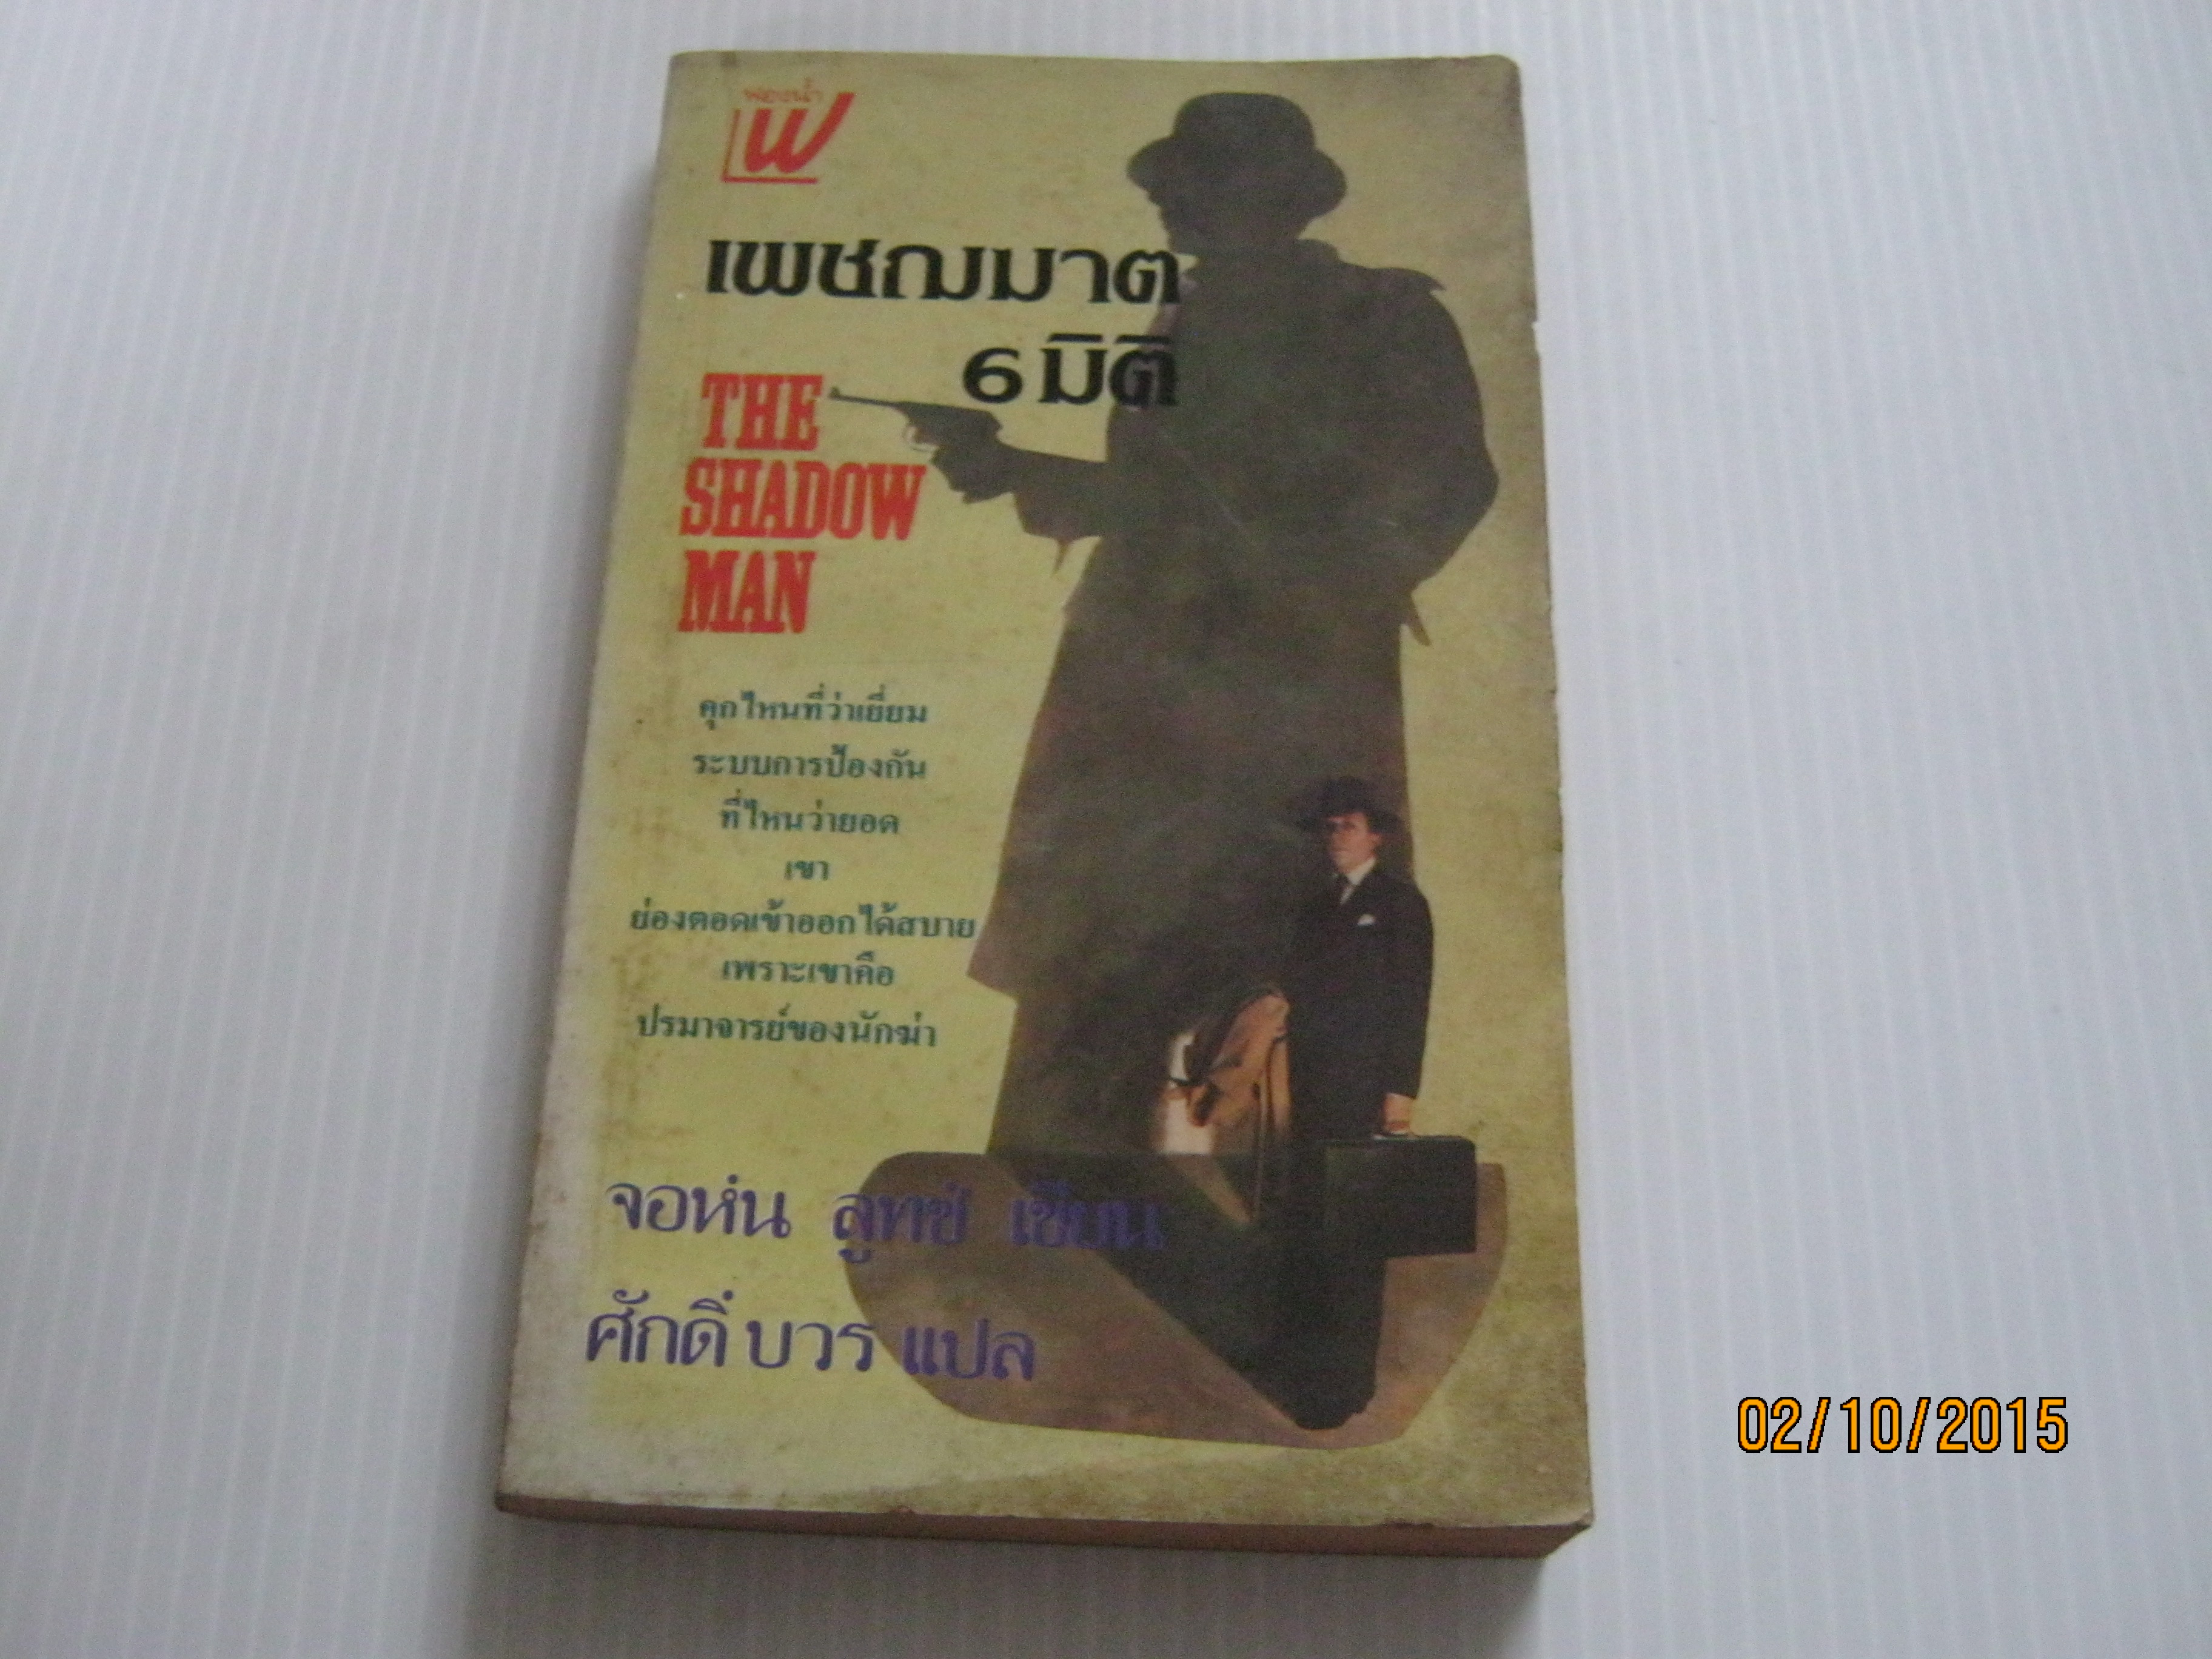 ฟองน้ำ
เพชฌฆาต
6 มิติ
THE
SHADOW
MAN
คุกไหนที่ว่าเยี่ยม
ระบบการป้องกัน
ที่ไหนว่ายอด
เขา
ย่องตอดเข้าออกได้สบาย
เพราะเขาคือ
ปรมาจารย์ของนักฆ่า
จอห์น ลูทซ์ เขียน
ศักดิ์ บวร แปล
02/10/2015